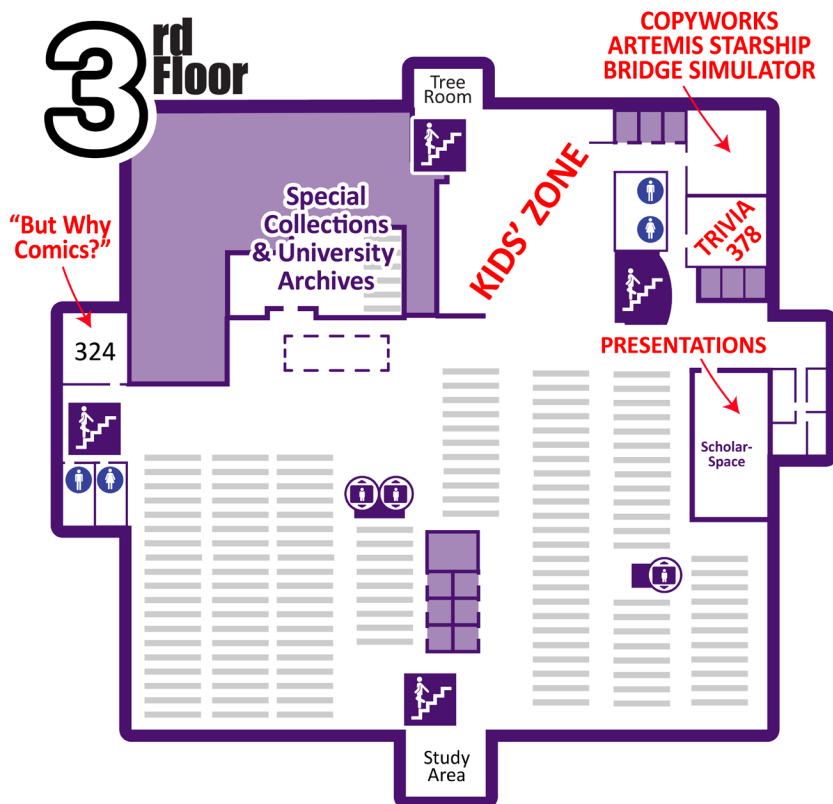 3rd
Floor
Tree
Room
COPYWORKS
ARTEMIS STARSHIP
BRIDGE SIMULATOR
"But Why
Comics?"
Special
Collections
& University
Archives
KIDS' ZONE
TRIVIA
378
324
PRESENTATIONS
Scholar-
Space
Study
Area